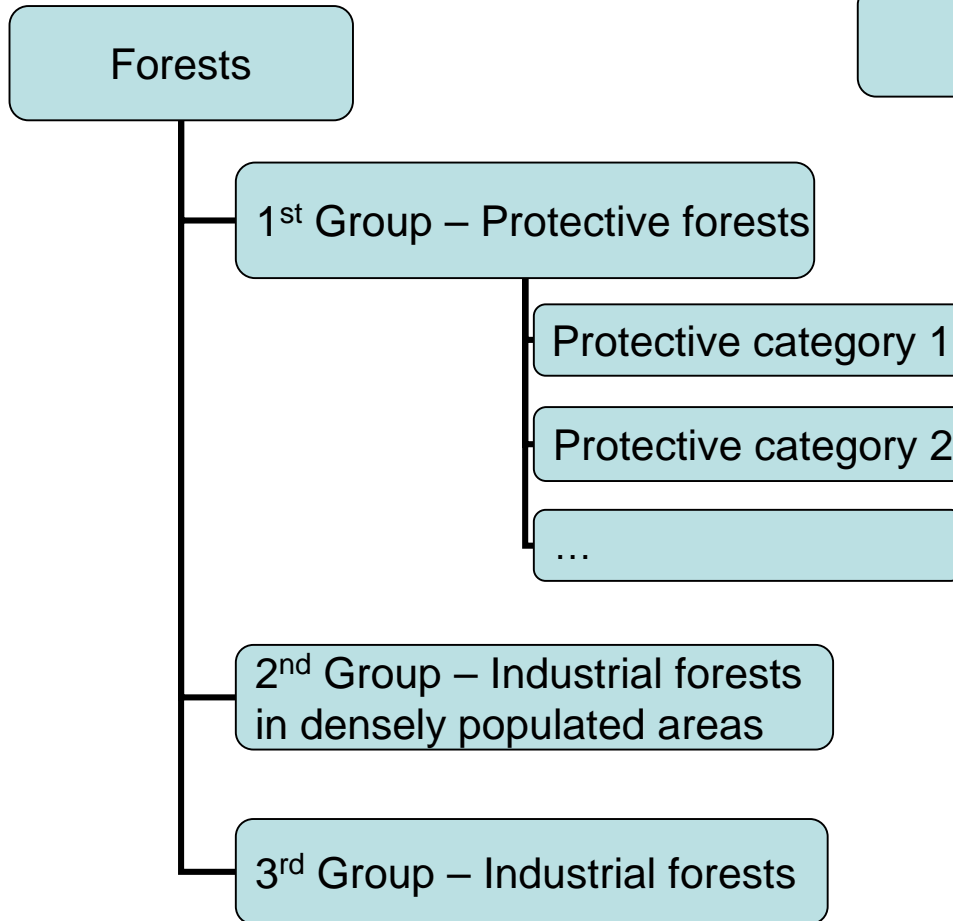 Forests
1st Group – Protective forests
Protective category 1
Protective category 2
…
2nd Group – Industrial forests
in densely populated areas
3rd Group – Industrial forests